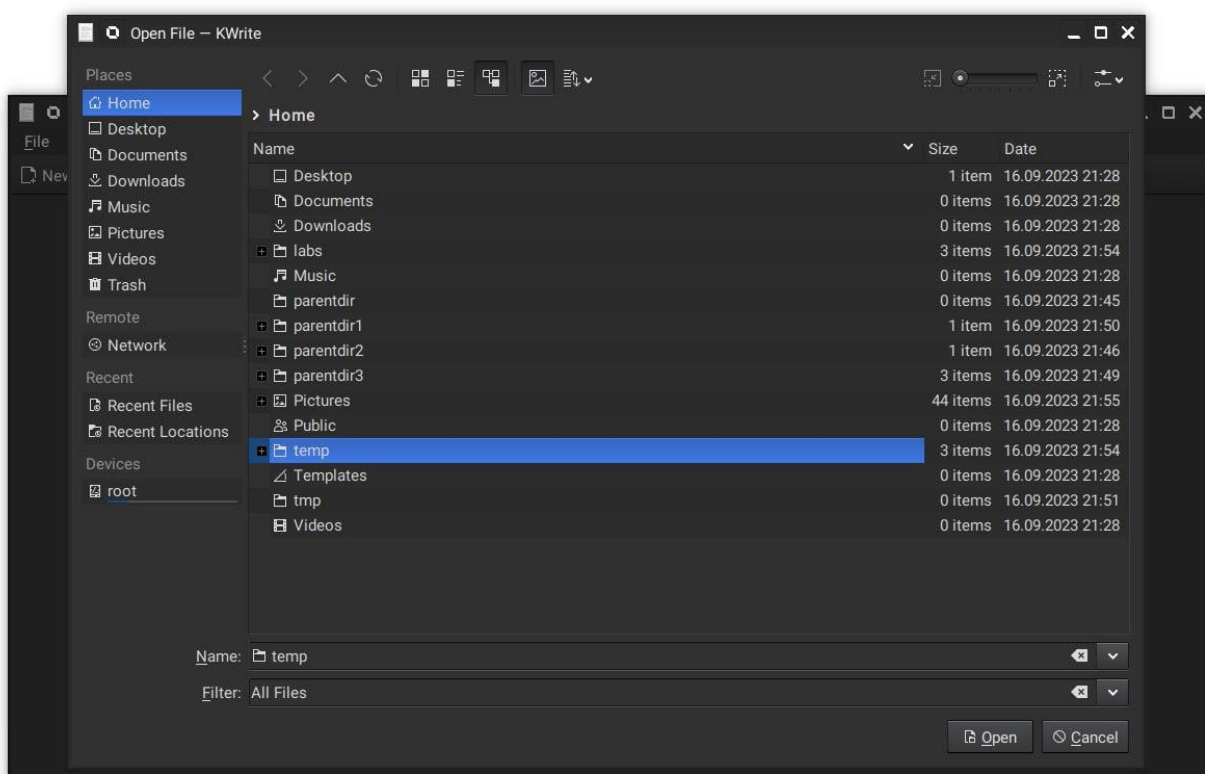 Open File — KWrite
File
New
Places
Home
Desktop
Documents
Downloads
Music
Pictures
Videos
Trash
Remote
Network
Recent
Recent Files
Recent Locations
Devices
root
Home
Name Size Date
Desktop 1 item 16.09.2023 21:28
Documents 0 items 16.09.2023 21:28
Downloads 0 items 16.09.2023 21:28
labs 3 items 16.09.2023 21:54
Music 0 items 16.09.2023 21:28
parentdir 0 items 16.09.2023 21:45
parentdir1 1 item 16.09.2023 21:50
parentdir2 1 item 16.09.2023 21:46
parentdir3 3 items 16.09.2023 21:49
Pictures 44 items 16.09.2023 21:55
Public 0 items 16.09.2023 21:28
temp 3 items 16.09.2023 21:54
Templates 0 items 16.09.2023 21:28
tmp 0 items 16.09.2023 21:51
Videos 0 items 16.09.2023 21:28
Name: temp
Filter: All Files
Open Cancel